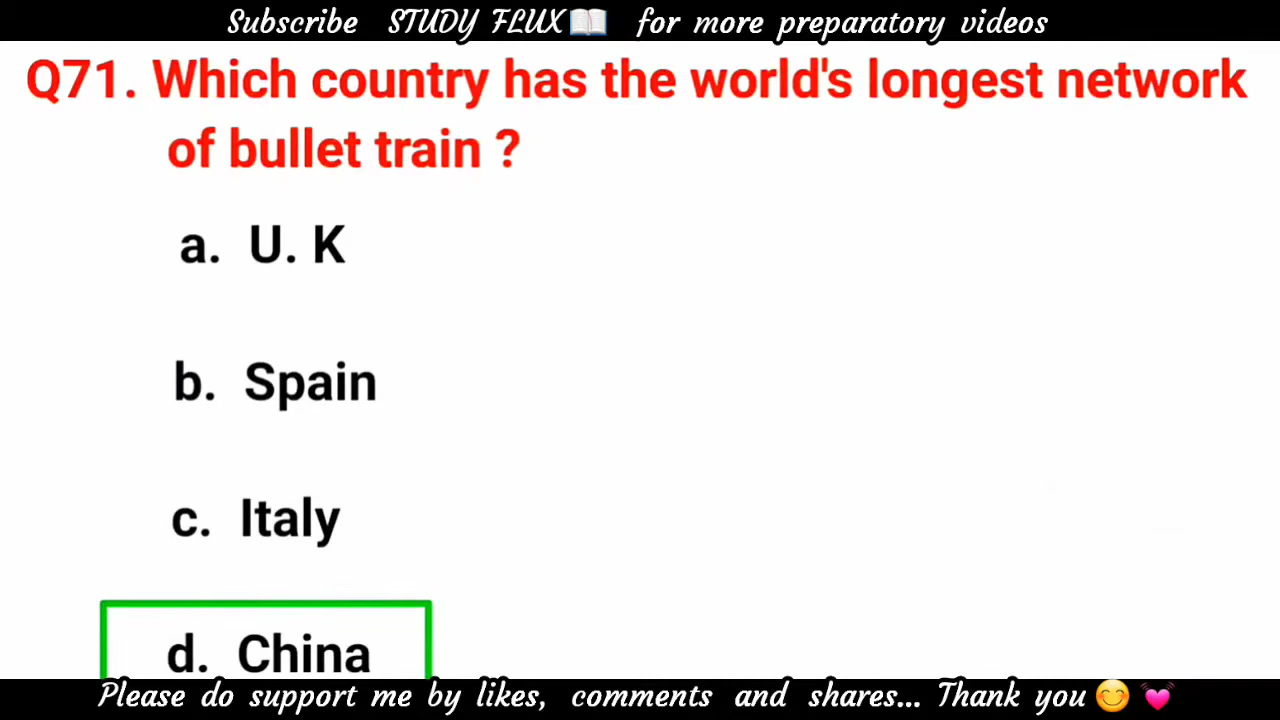 Subscribe STUDY FLUX📖 for more preparatory videos
Q71. Which country has the world's longest network
of bullet train ?
a. U. K
b. Spain
c. Italy
d. China
Please do support me by likes, comments and shares... Thank you😊💓